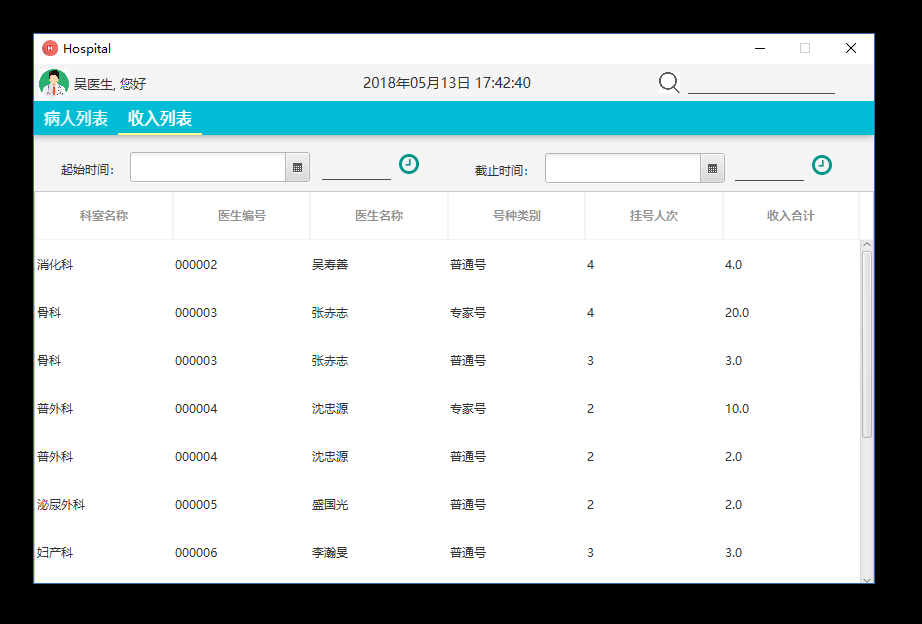 Hospital
吴医生, 您好 2018年05月13日 17:42:40
病人列表 收入列表
起始时间: 截止时间:
科室名称 医生编号 医生名称 号种类别 挂号人次 收入合计
消化科 000002 吴寿善 普通号 4 4.0
骨科 000003 张赤志 专家号 4 20.0
骨科 000003 张赤志 普通号 3 3.0
普外科 000004 沈忠源 专家号 2 10.0
普外科 000004 沈忠源 普通号 2 2.0
泌尿外科 000005 盛国光 普通号 2 2.0
妇产科 000006 李瀚旻 普通号 3 3.0